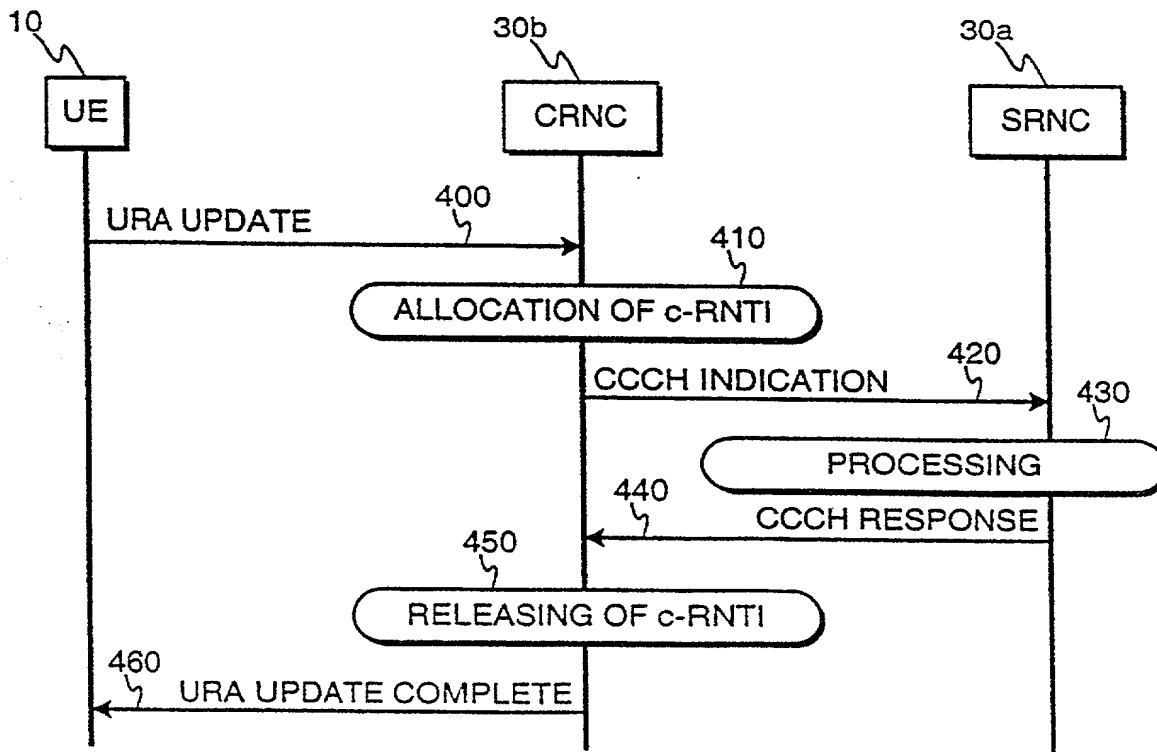 10
30b
30a
UE
CRNC
SRNC
URA UPDATE
400
410
ALLOCATION OF c-RNTI
CCCH INDICATION
420
430
PROCESSING
440
CCCH RESPONSE
450
RELEASING OF c-RNTI
460
URA UPDATE COMPLETE